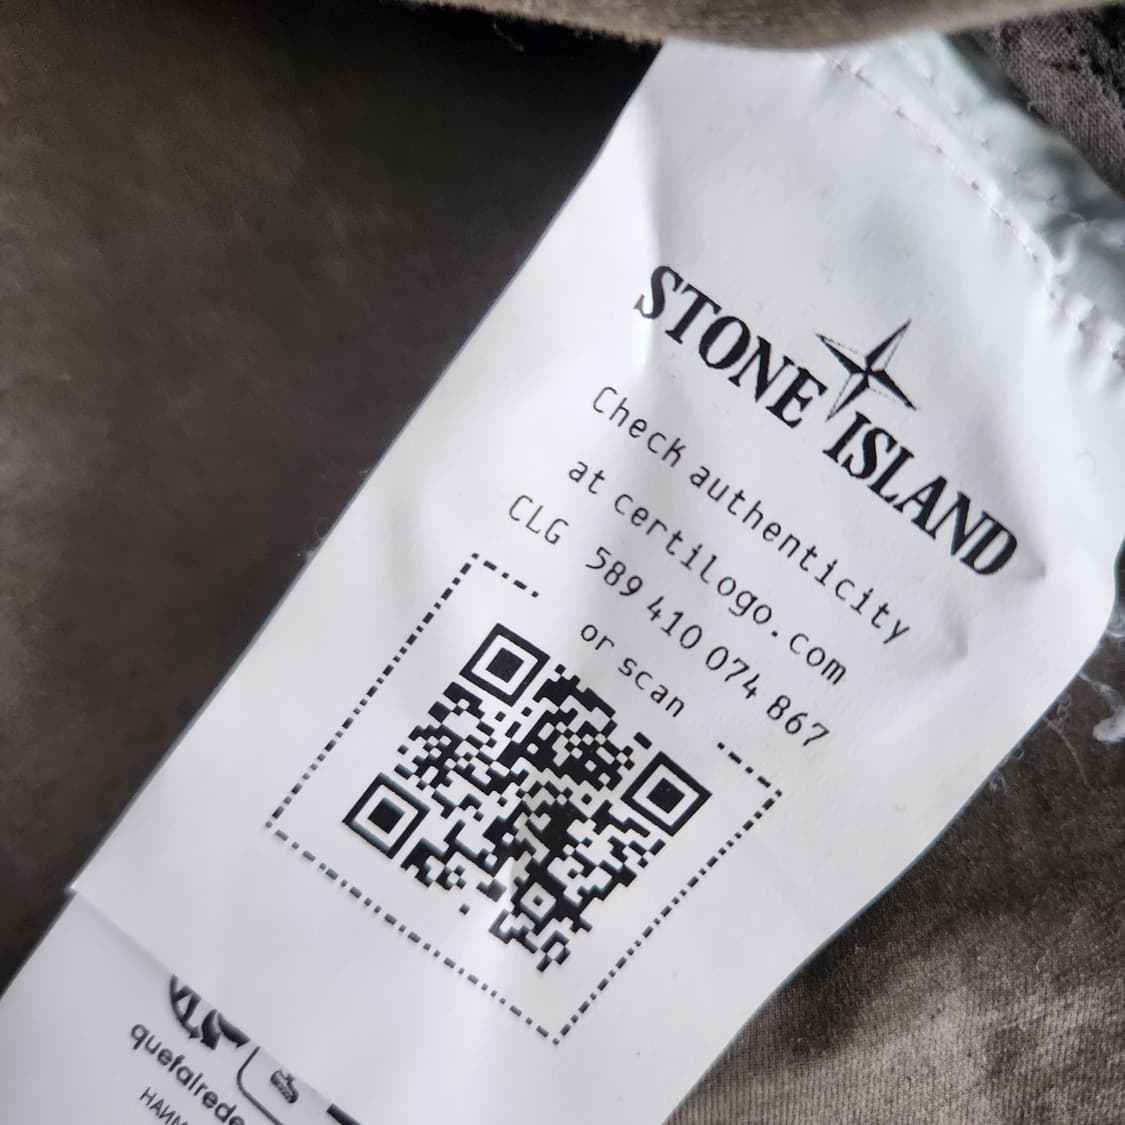 STONE ISLAND
Check authenticity
at certilogo.com
CLG 589 410 074 867
or scan
quefairede